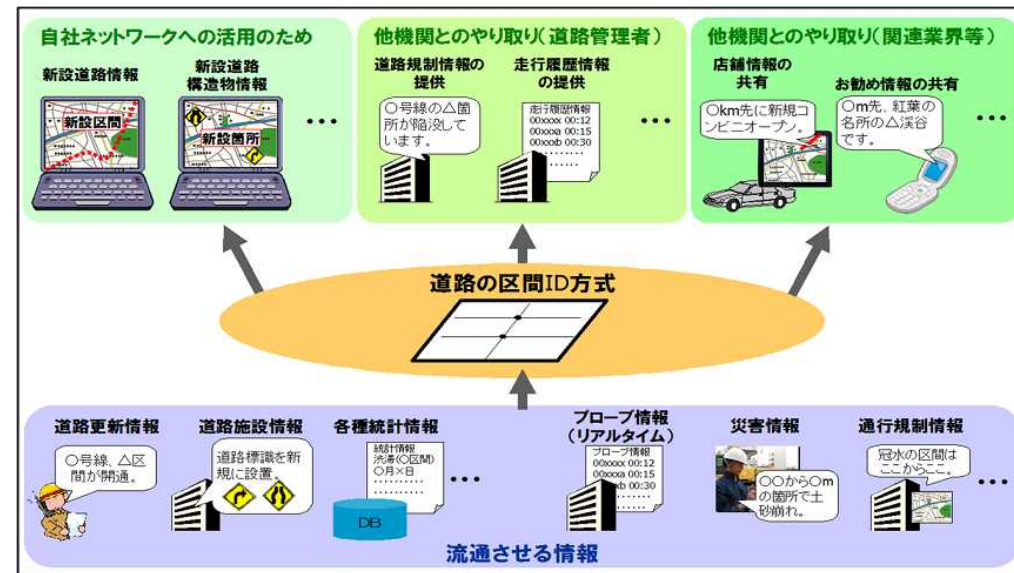 自社ネットワークへの活用のため
新設道路情報
新設道路
構造物情報
新設区間
新設箇所
•••
他機関とのやり取り(道路管理者)
道路規制情報の
提供
走行履歴情報
の提供
〇号線の△箇
所が陥没して
います。
走行履歴情報
00xxxx 00:12
00xxxa 00:15
00xxxb 00:30
•••
他機関とのやり取り(関連業界等)
店舗情報の
共有
お勧め情報の共有
〇km先に新規コ
ンビニオープン。
〇m先、紅葉の
名所の△渓谷
です。
•••
道路の区間ID方式
道路更新情報
〇号線、△区
間が開通。
道路施設情報
道路標識を新
規に設置。
各種統計情報
統計情報
渋滞(〇区間)
〇月×日
DB
•••
プローブ情報
(リアルタイム)
プローブ情報
00xxxx 00:12
00xxxa 00:15
xb 00:30
災害情報
〇〇から〇m
の箇所で土
砂崩れ。
通行規制情報
冠水の区間は
ここからここ。
•••
流通させる情報